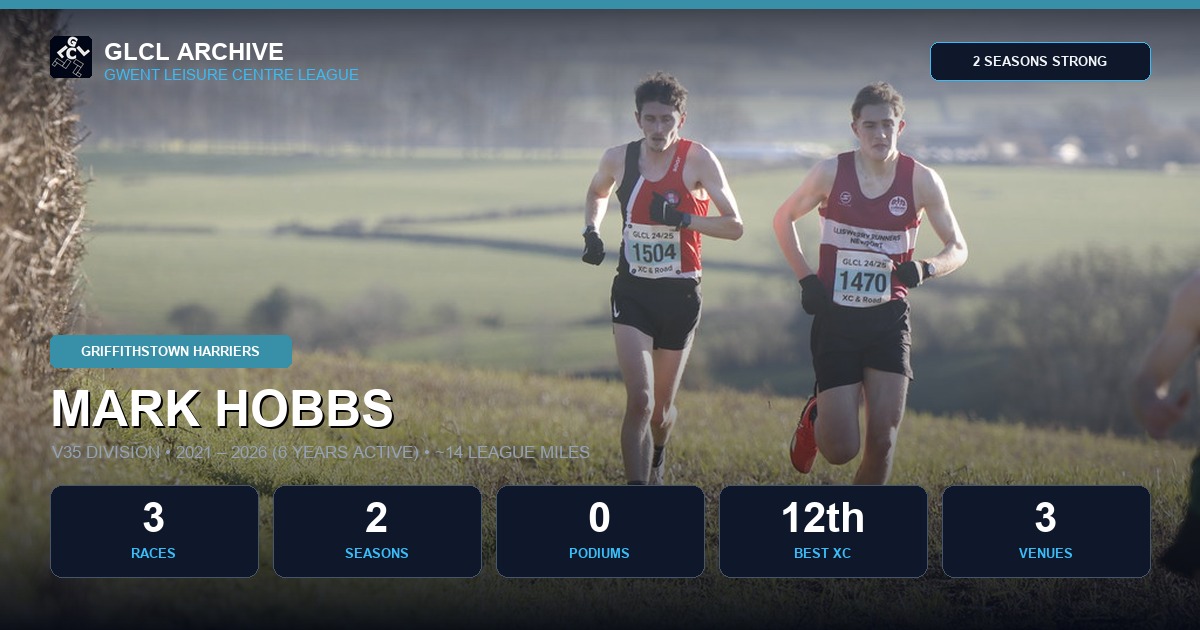 GLCL ARCHIVE
GWENT LEISURE CENTRE LEAGUE
2 SEASONS STRONG
GLCL 24/25
1504
XC & Road
LLISWERRY RUNNERS
NEWPORT
GLCL 24/25
1470
XC & Road
GRIFFITHSTOWN HARRIERS
MARK HOBBS
V35 DIVISION • 2021 – 2026 (6 YEARS ACTIVE) • ~14 LEAGUE MILES
3
RACES
2
SEASONS
0
PODIUMS
12th
BEST XC
3
VENUES